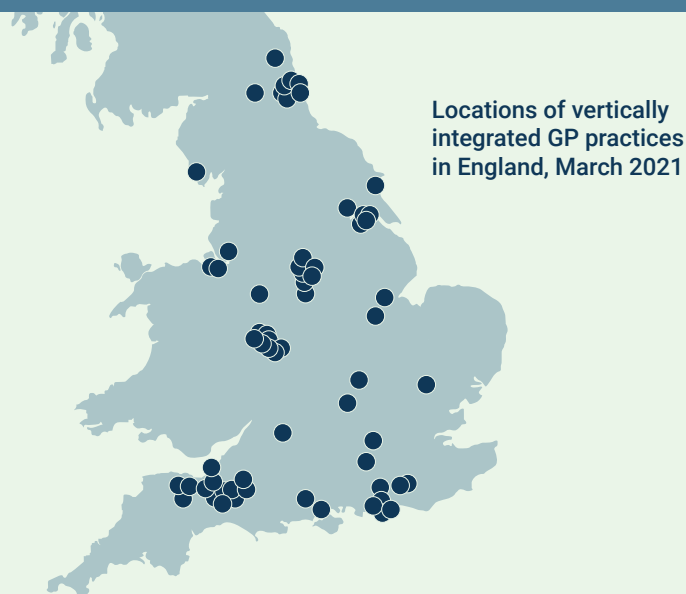 Locations of vertically
integrated GP practices
in England, March 2021